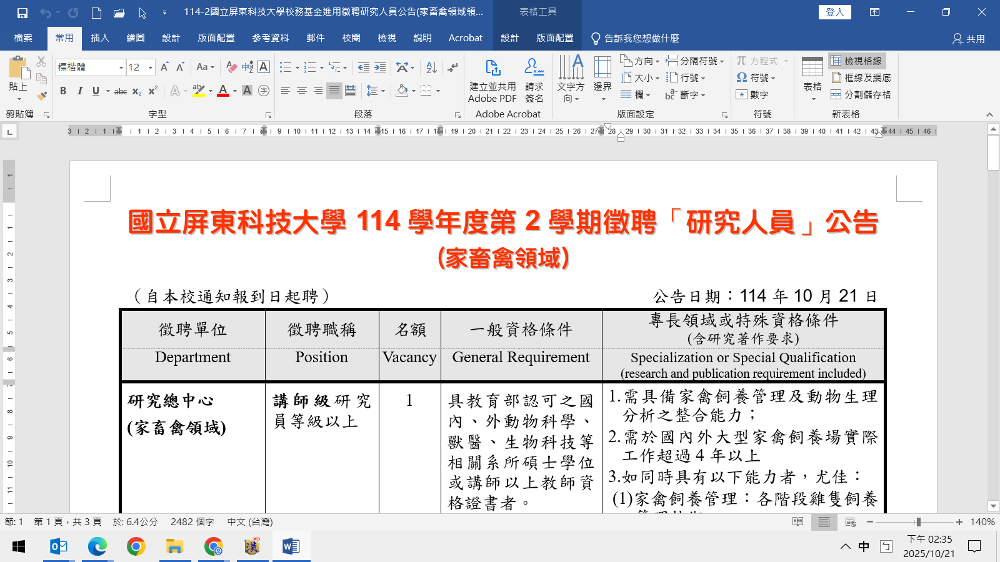 114-2國立屏東科技大學校務基金進用徵聘研究人員公告(家畜禽領域領...
表格工具
登入
檔案 常用 插入 繪圖 設計 版面配置 參考資料 郵件 校閱 檢視 說明 Acrobat 設計 版面配置 告訴我您想做什麼 共用
標楷體 12
貼上
剪貼簿
字型
段落
建立並共用 Adobe PDF
請求簽名
Adobe Acrobat
文字方向
邊界
方向
大小
欄
分隔符號
行號
斷字
版面設定
方程式
符號
數字
符號
表格
檢視格線
框線及網底
分割儲存格
新表格
國立屏東科技大學 114 學年度第 2 學期徵聘「研究人員」公告
(家畜禽領域)
（自本校通知報到日起聘） 公告日期：114 年 10 月 21 日
徵聘單位 徵聘職稱 名額 一般資格條件 專長領域或特殊資格條件
(含研究著作要求)
Department Position Vacancy General Requirement Specialization or Special Qualification
(research and publication requirement included)
研究總中心
(家畜禽領域)
講師級研究
員等級以上
1
具教育部認可之國
內、外動物科學、
獸醫、生物科技等
相關系所碩士學位
或講師以上教師資
格證書者。
1.需具備家禽飼養管理及動物生理
分析之整合能力；
2.需於國內外大型家禽飼養場實際
工作超過 4 年以上
3.如同時具有以下能力者，尤佳：
(1)家禽飼養管理：各階段雞隻飼養
節: 1 第 1 頁，共 3 頁 於: 6.4公分 2482 個字 中文 (台灣) 140%
中 ㄅ 下午 02:35
2025/10/21